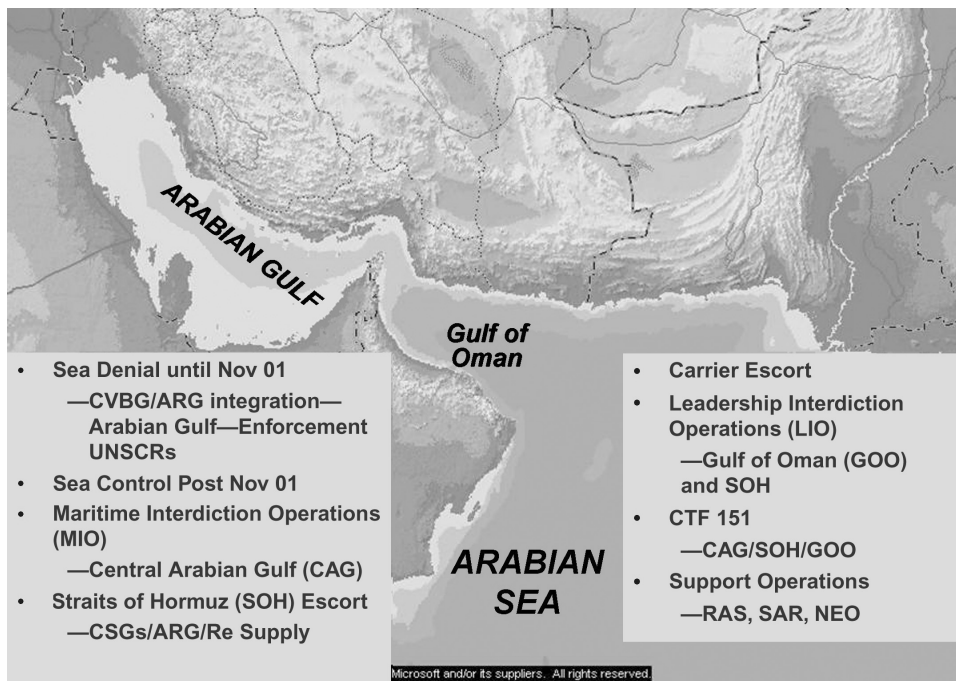 ARABIAN GULF
Gulf of
Oman
ARABIAN
SEA
• Sea Denial until Nov 01
—CVBG/ARG integration—
Arabian Gulf—Enforcement
UNSCRs
• Sea Control Post Nov 01
• Maritime Interdiction Operations
(MIO)
—Central Arabian Gulf (CAG)
• Straits of Hormuz (SOH) Escort
—CSGs/ARG/Re Supply
• Carrier Escort
• Leadership Interdiction
Operations (LIO)
—Gulf of Oman (GOO)
and SOH
• CTF 151
—CAG/SOH/GOO
• Support Operations
—RAS, SAR, NEO
Microsoft and/or its suppliers. All rights reserved.